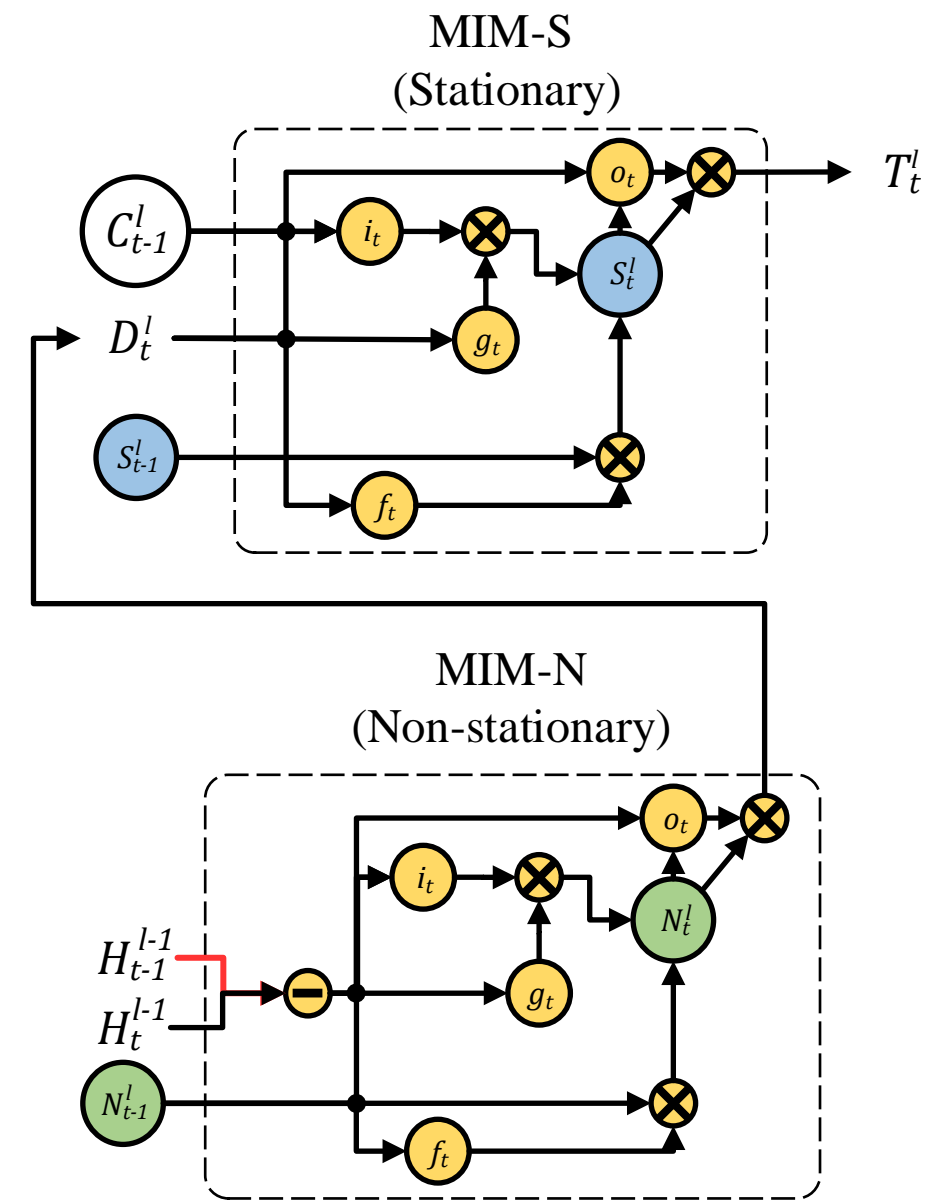 MIM-S
(Stationary)
o_t
T_t^l
C_{t-1}^l
i_t
S_t^l
D_t^l
g_t
S_{t-1}^l
f_t
MIM-N
(Non-stationary)
o_t
i_t
N_t^l
H_{t-1}^{l-1}
g_t
H_t^{l-1}
N_{t-1}^l
f_t